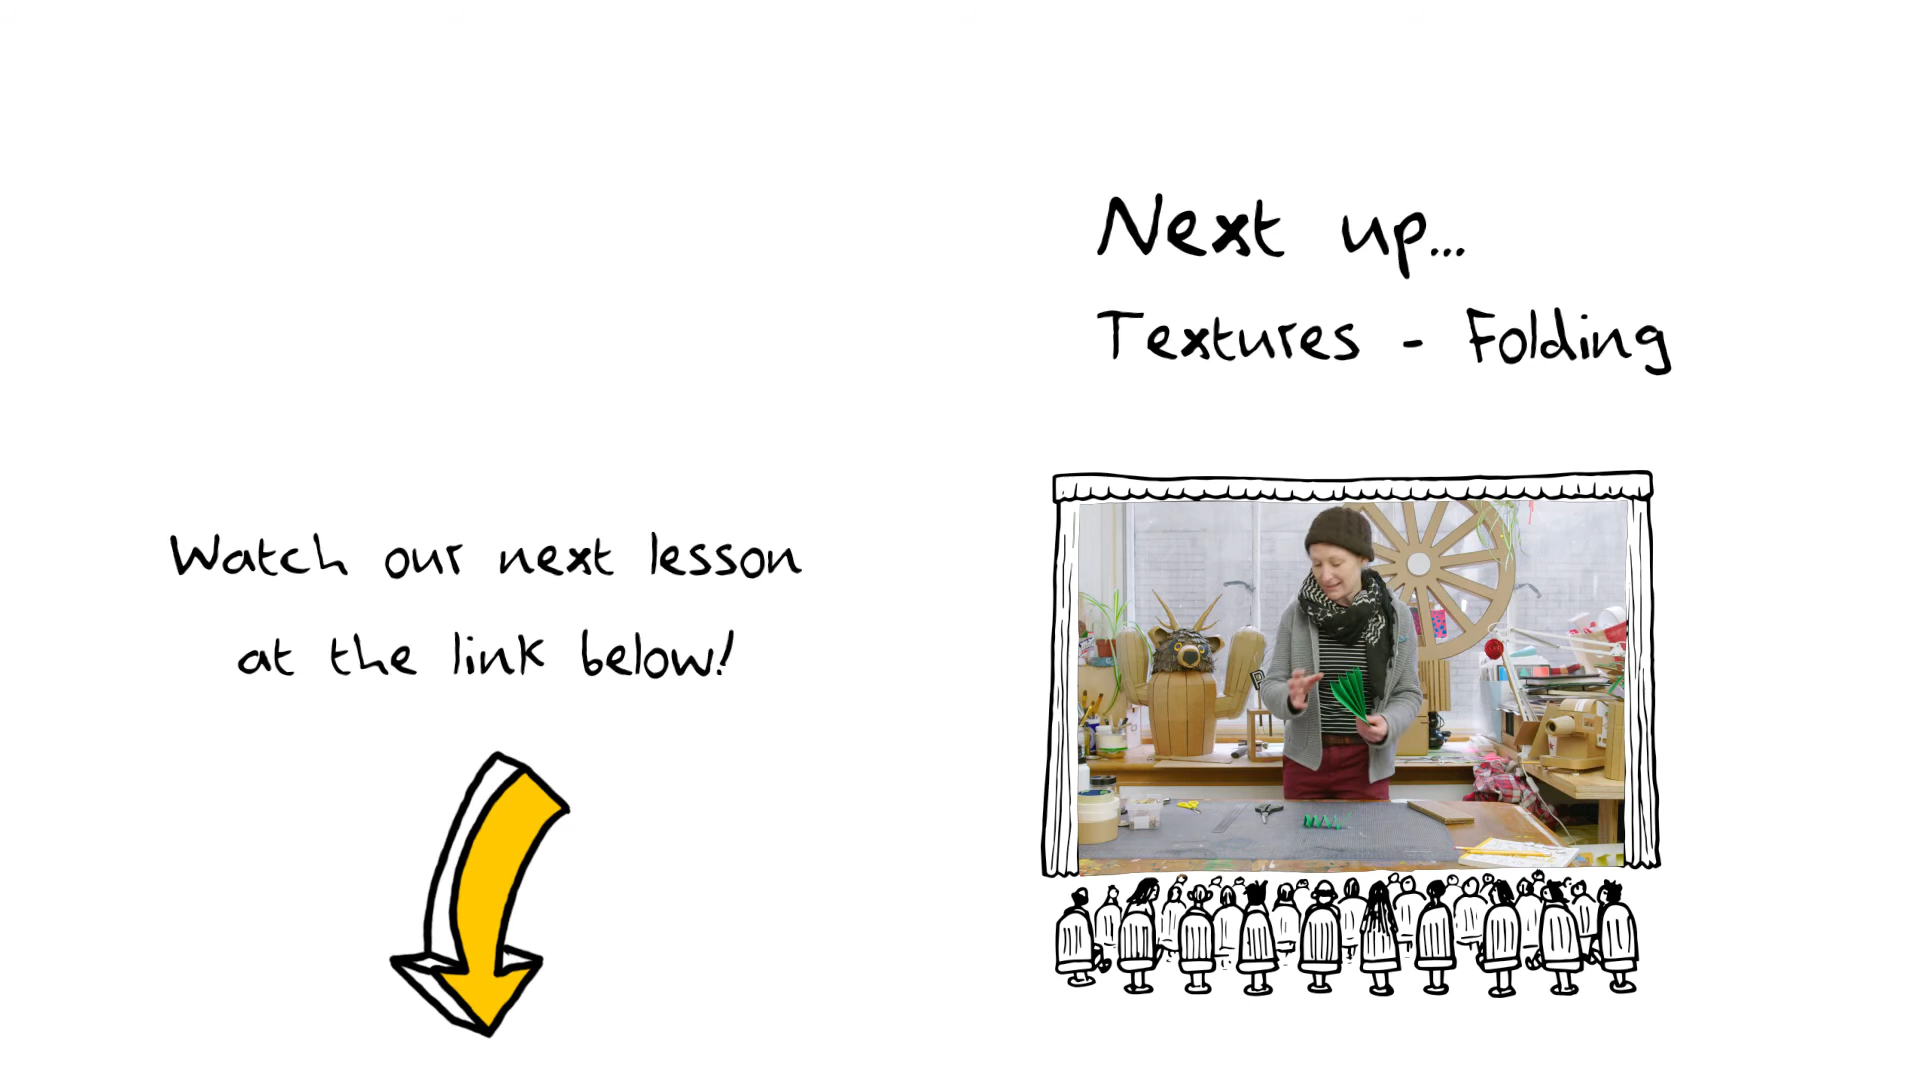 Next up...
Textures - Folding
Watch our next lesson
at the link below!